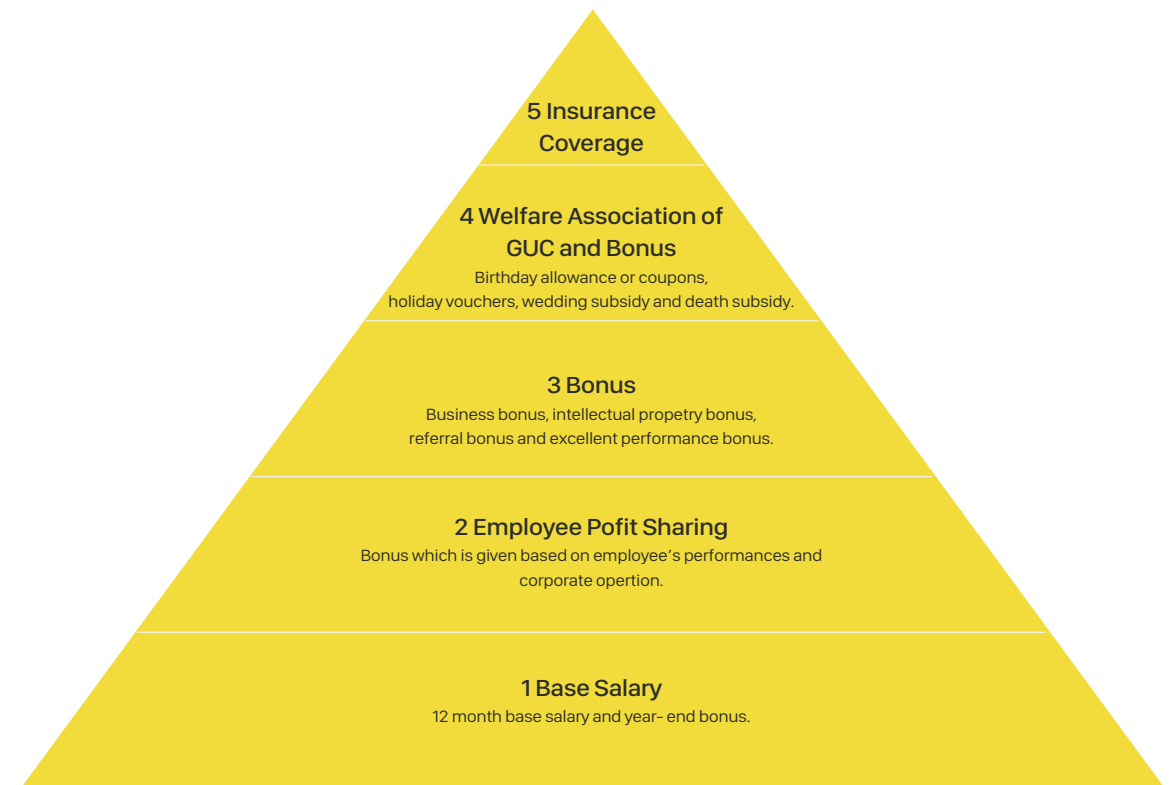 5 Insurance
Coverage
4 Welfare Association of
GUC and Bonus
Birthday allowance or coupons,
holiday vouchers, wedding subsidy and death subsidy.
3 Bonus
Business bonus, intellectual propetry bonus,
referral bonus and excellent performance bonus.
2 Employee Pofit Sharing
Bonus which is given based on employee's performances and
corporate opertion.
1 Base Salary
12 month base salary and year- end bonus.